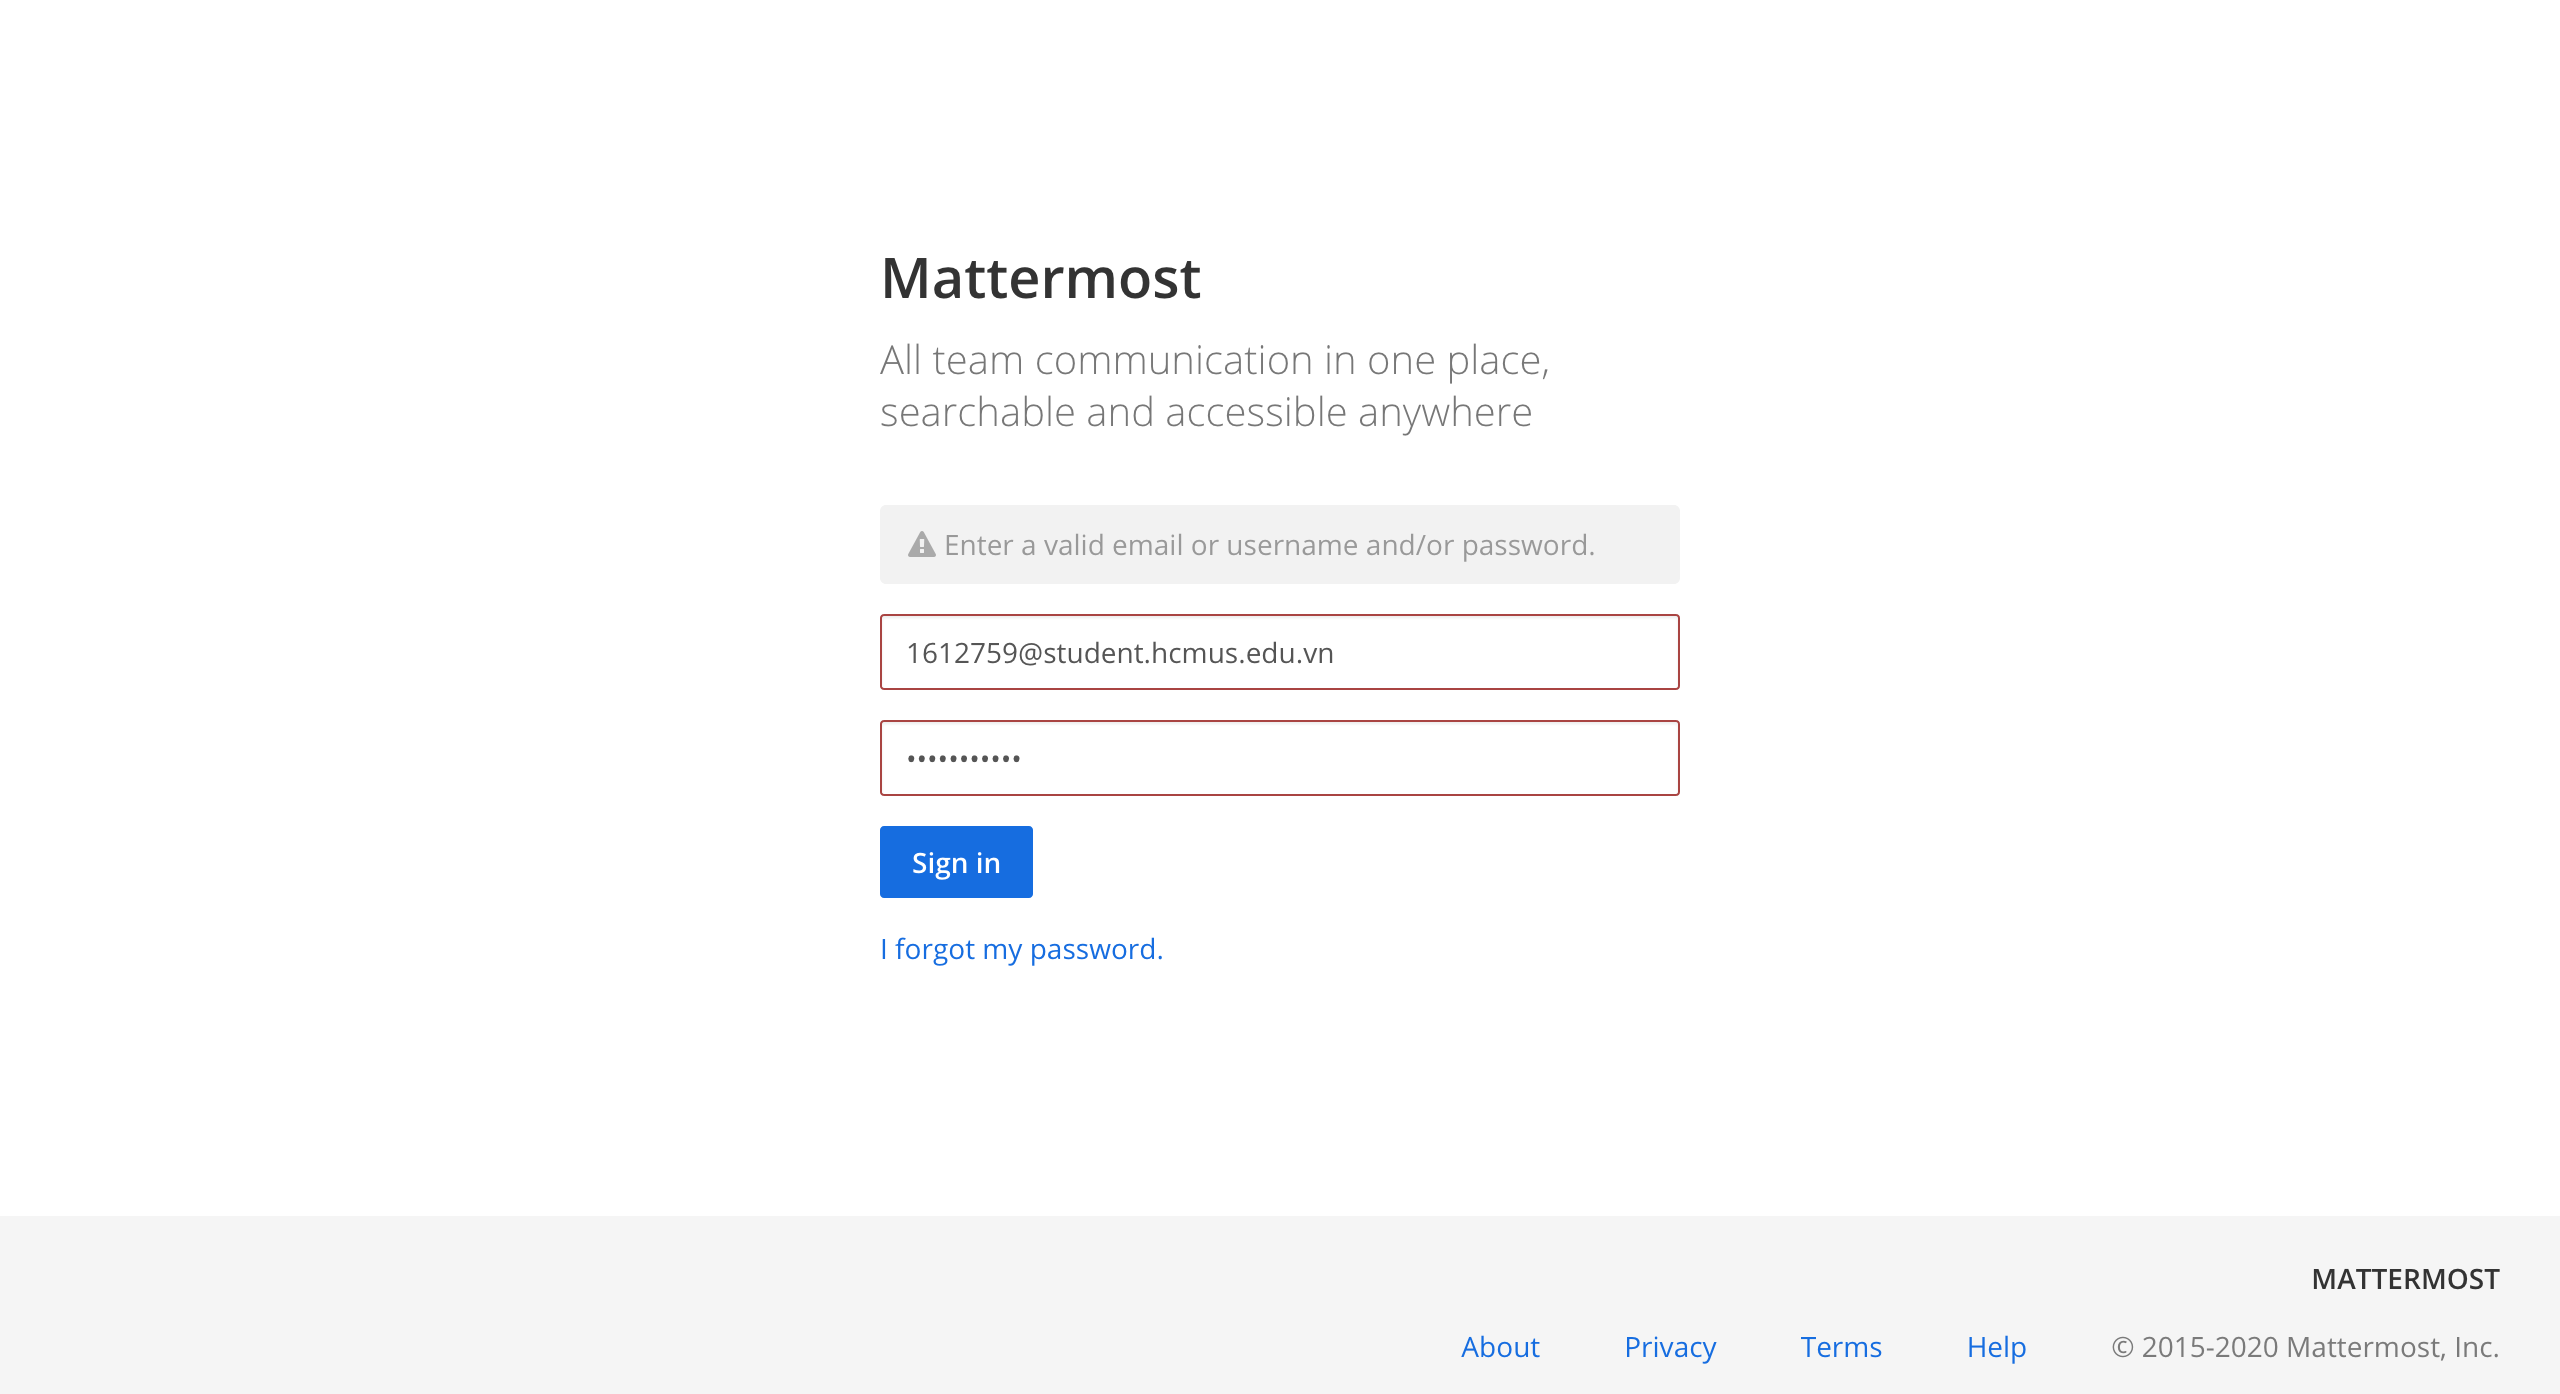 Mattermost
All team communication in one place,
searchable and accessible anywhere
Enter a valid email or username and/or password.
1612759@student.hcmus.edu.vn
•••••••••••
Sign in
I forgot my password.
MATTERMOST
About Privacy Terms Help © 2015-2020 Mattermost, Inc.